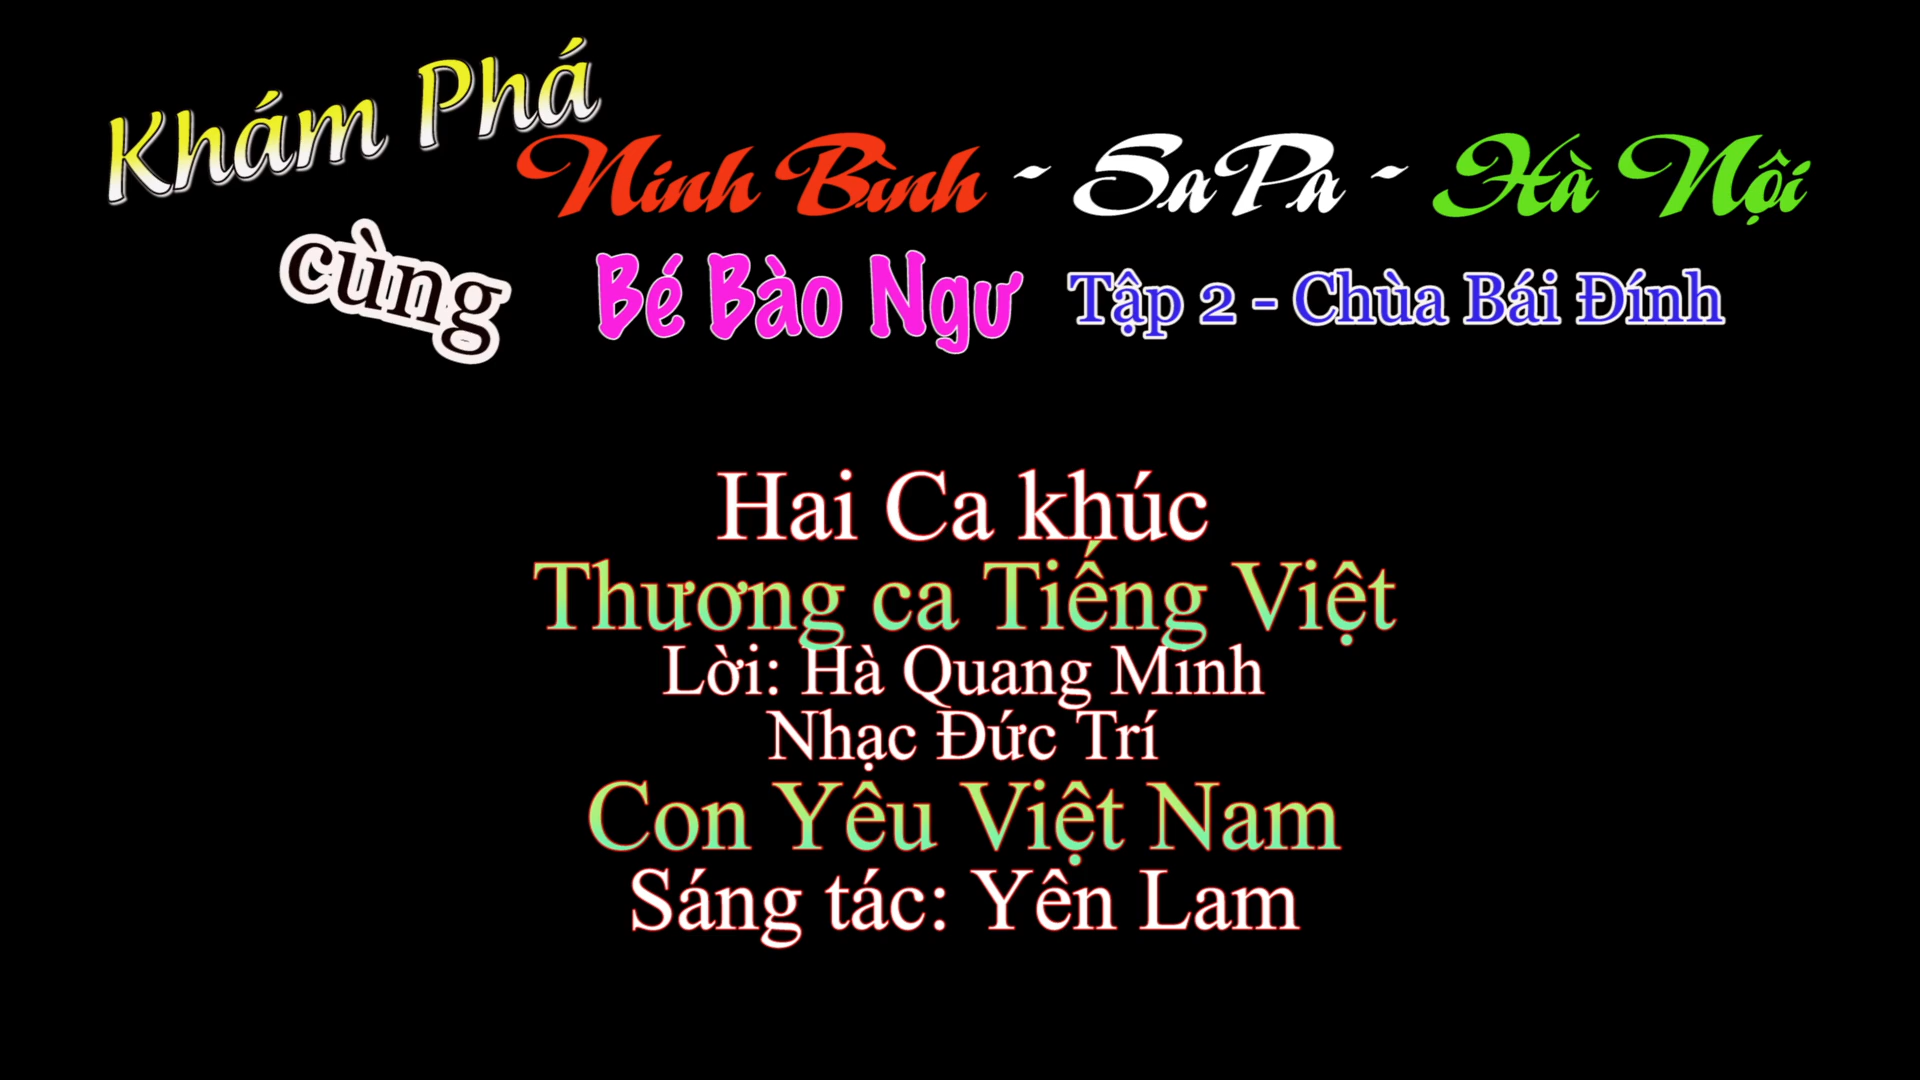 Khám Phá
Ninh Bình - SaPa - Hà Nội
cùng
Bé Bào Ngư
Tập 2 - Chùa Bái Đính
Hai Ca khúc
Thương ca Tiếng Việt
Lời: Hà Quang Minh
Nhạc Đức Trí
Con Yêu Việt Nam
Sáng tác: Yên Lam